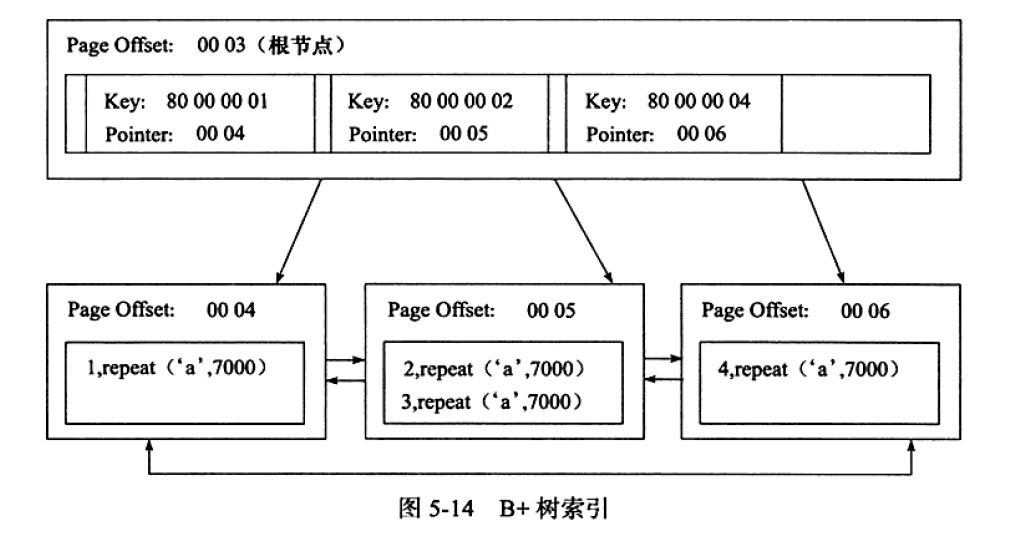 Page Offset: 00 03（根节点）
Key: 80 00 00 01
Pointer: 00 04
Key: 80 00 00 02
Pointer: 00 05
Key: 80 00 00 04
Pointer: 00 06
Page Offset: 00 04
1,repeat（‘a’,7000）
Page Offset: 00 05
2,repeat（‘a’,7000）
3,repeat（‘a’,7000）
Page Offset: 00 06
4,repeat（‘a’,7000）
图 5-14 B+ 树索引